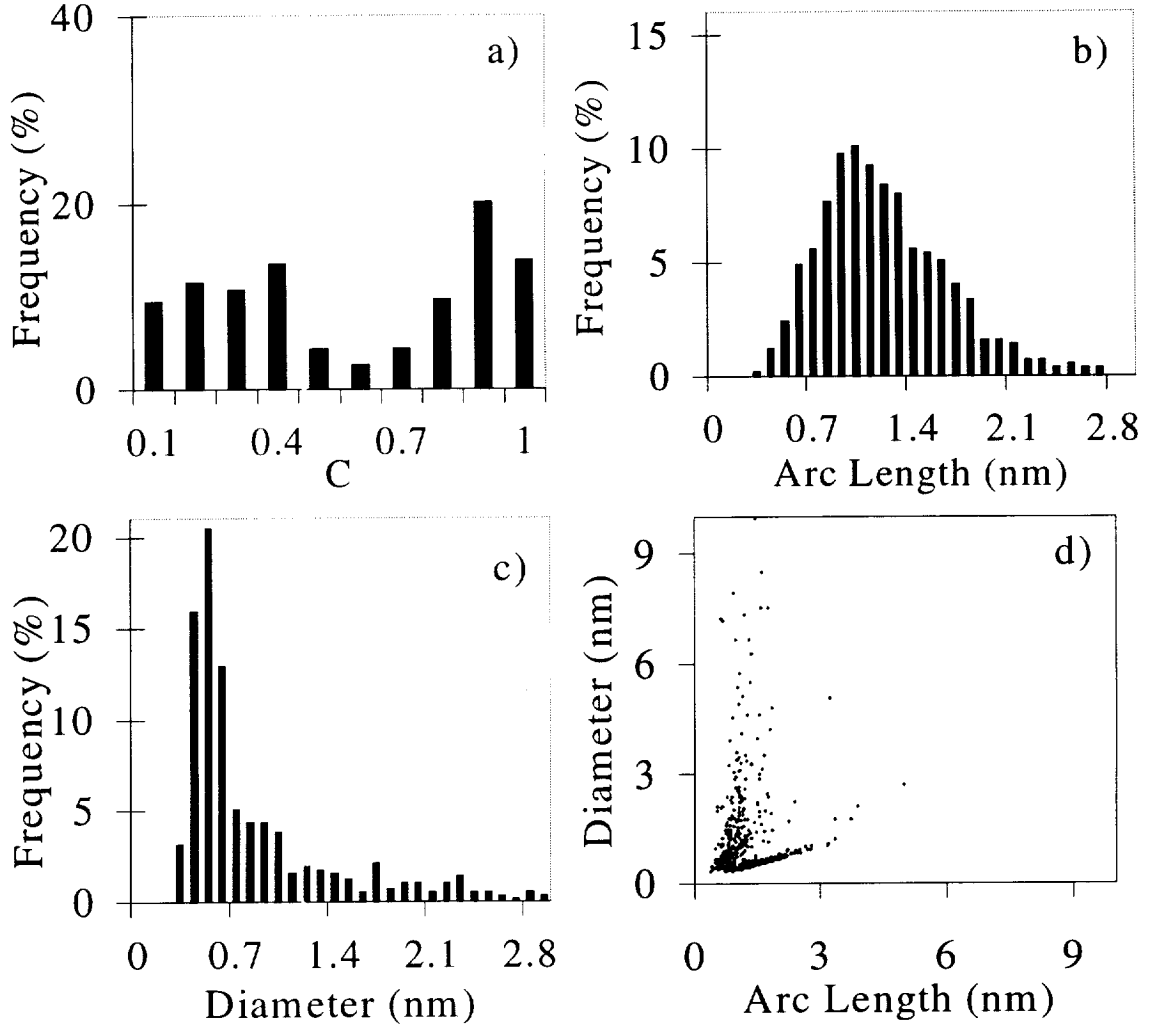 a)
40
20
0
Frequency (%)
0.1 0.4 0.7 1
C
b)
15
10
5
0
Frequency (%)
0 0.7 1.4 2.1 2.8
Arc Length (nm)
c)
20
15
10
5
0
Frequency (%)
0 0.7 1.4 2.1 2.8
Diameter (nm)
d)
9
6
3
0
Diameter (nm)
0 3 6 9
Arc Length (nm)